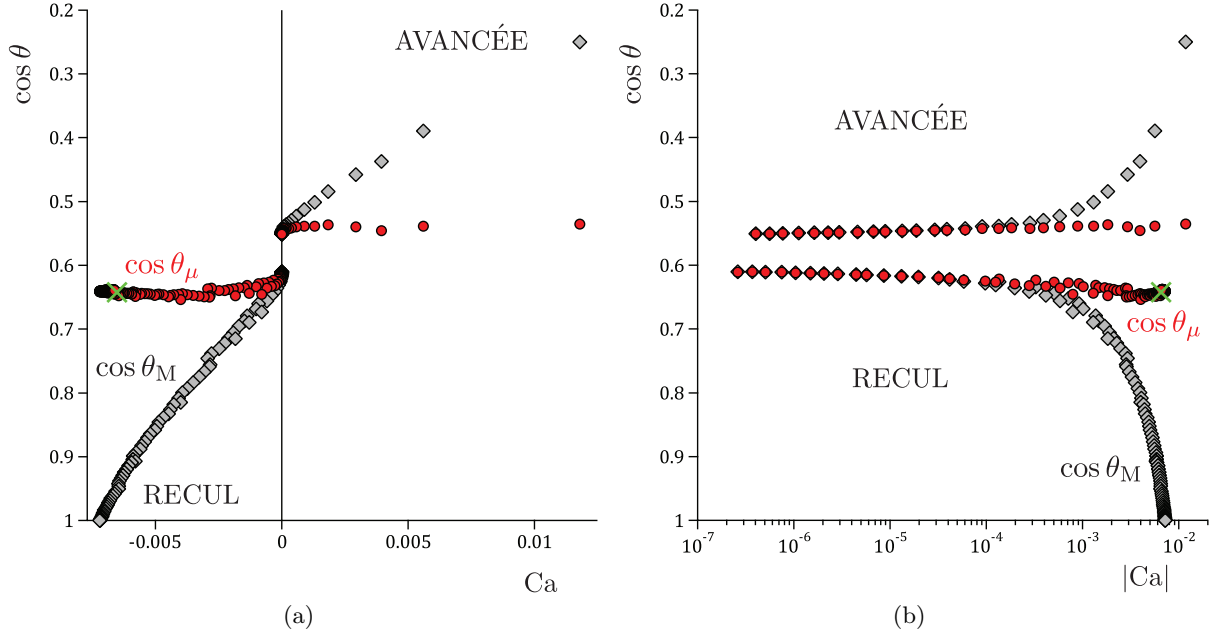 0.2
0.3
0.4
0.5
0.6
0.7
0.8
0.9
1
cos θ
AVANCÉE
cos θ_μ
cos θ_M
RECUL
-0.005
0
0.005
0.01
Ca
(a)
0.2
0.3
0.4
0.5
0.6
0.7
0.8
0.9
1
cos θ
AVANCÉE
cos θ_μ
RECUL
cos θ_M
10^-7
10^-6
10^-5
10^-4
10^-3
10^-2
|Ca|
(b)